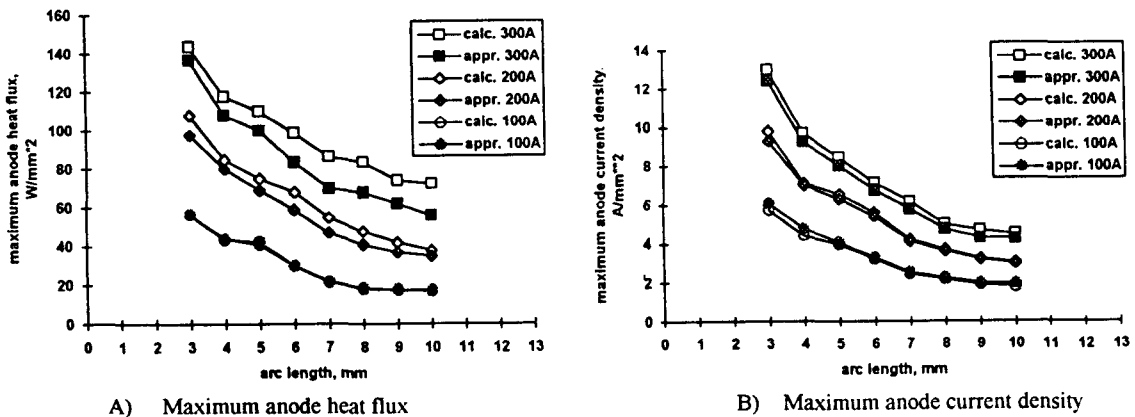 maximum anode heat flux,
W/mm^2
160
140
120
100
80
60
40
20
0
0 1 2 3 4 5 6 7 8 9 10 11 12 13
arc length, mm
calc. 300A
appr. 300A
calc. 200A
appr. 200A
calc. 100A
appr. 100A
A) Maximum anode heat flux
maximum anode current density.
A/mm**2
14
12
10
8
6
4
2
0
0 1 2 3 4 5 6 7 8 9 10 11 12 13
arc length, mm
calc. 300A
appr. 300A
calc. 200A
appr. 200A
calc. 100A
appr. 100A
B) Maximum anode current density